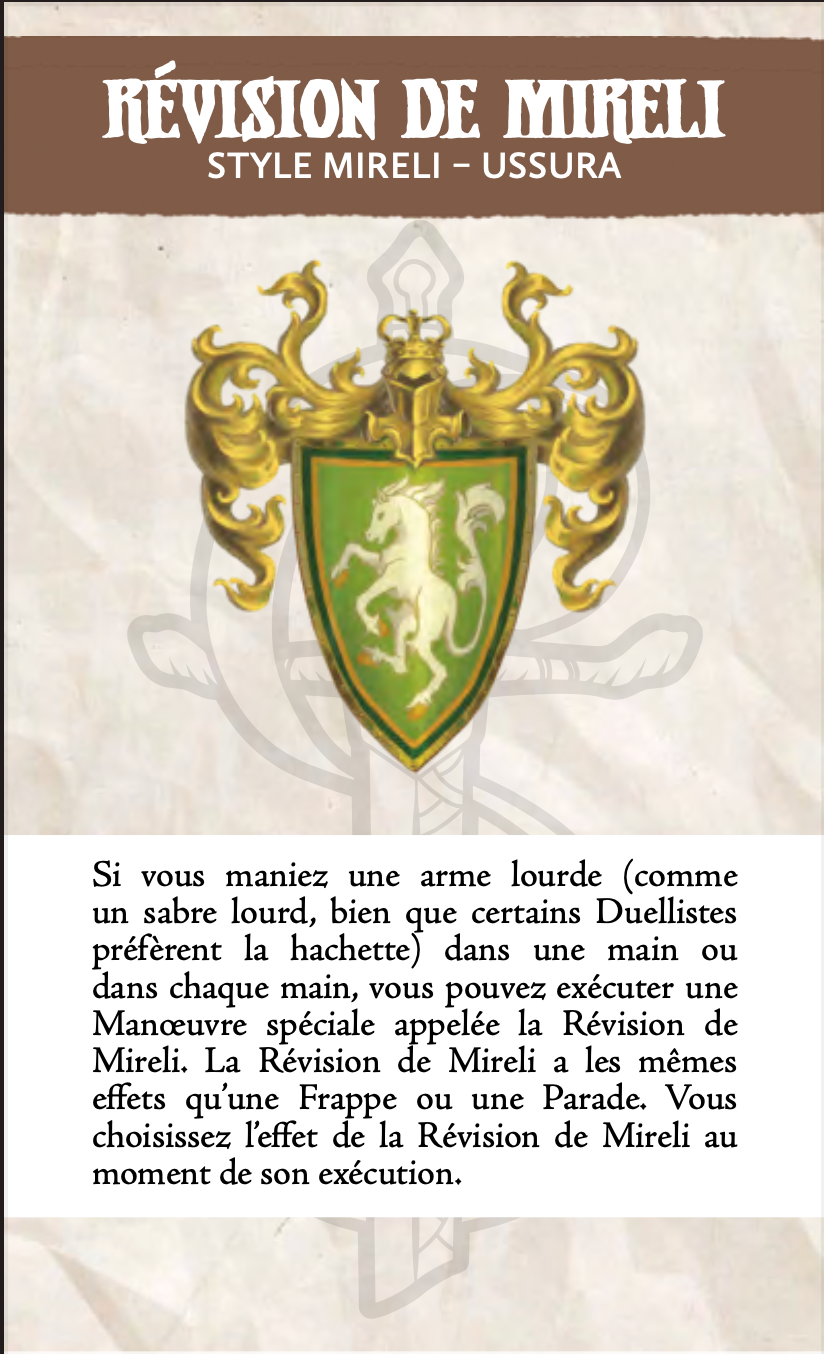 RÉVISION DE MIRELI
STYLE MIRELI – USSURA
Si vous maniez une arme lourde (comme
un sabre lourd, bien que certains Duellistes
préfèrent la hachette) dans une main ou
dans chaque main, vous pouvez exécuter une
Manœuvre spéciale appelée la Révision de
Mireli. La Révision de Mireli a les mêmes
effets qu’une Frappe ou une Parade. Vous
choisissez l’effet de la Révision de Mireli au
moment de son exécution.